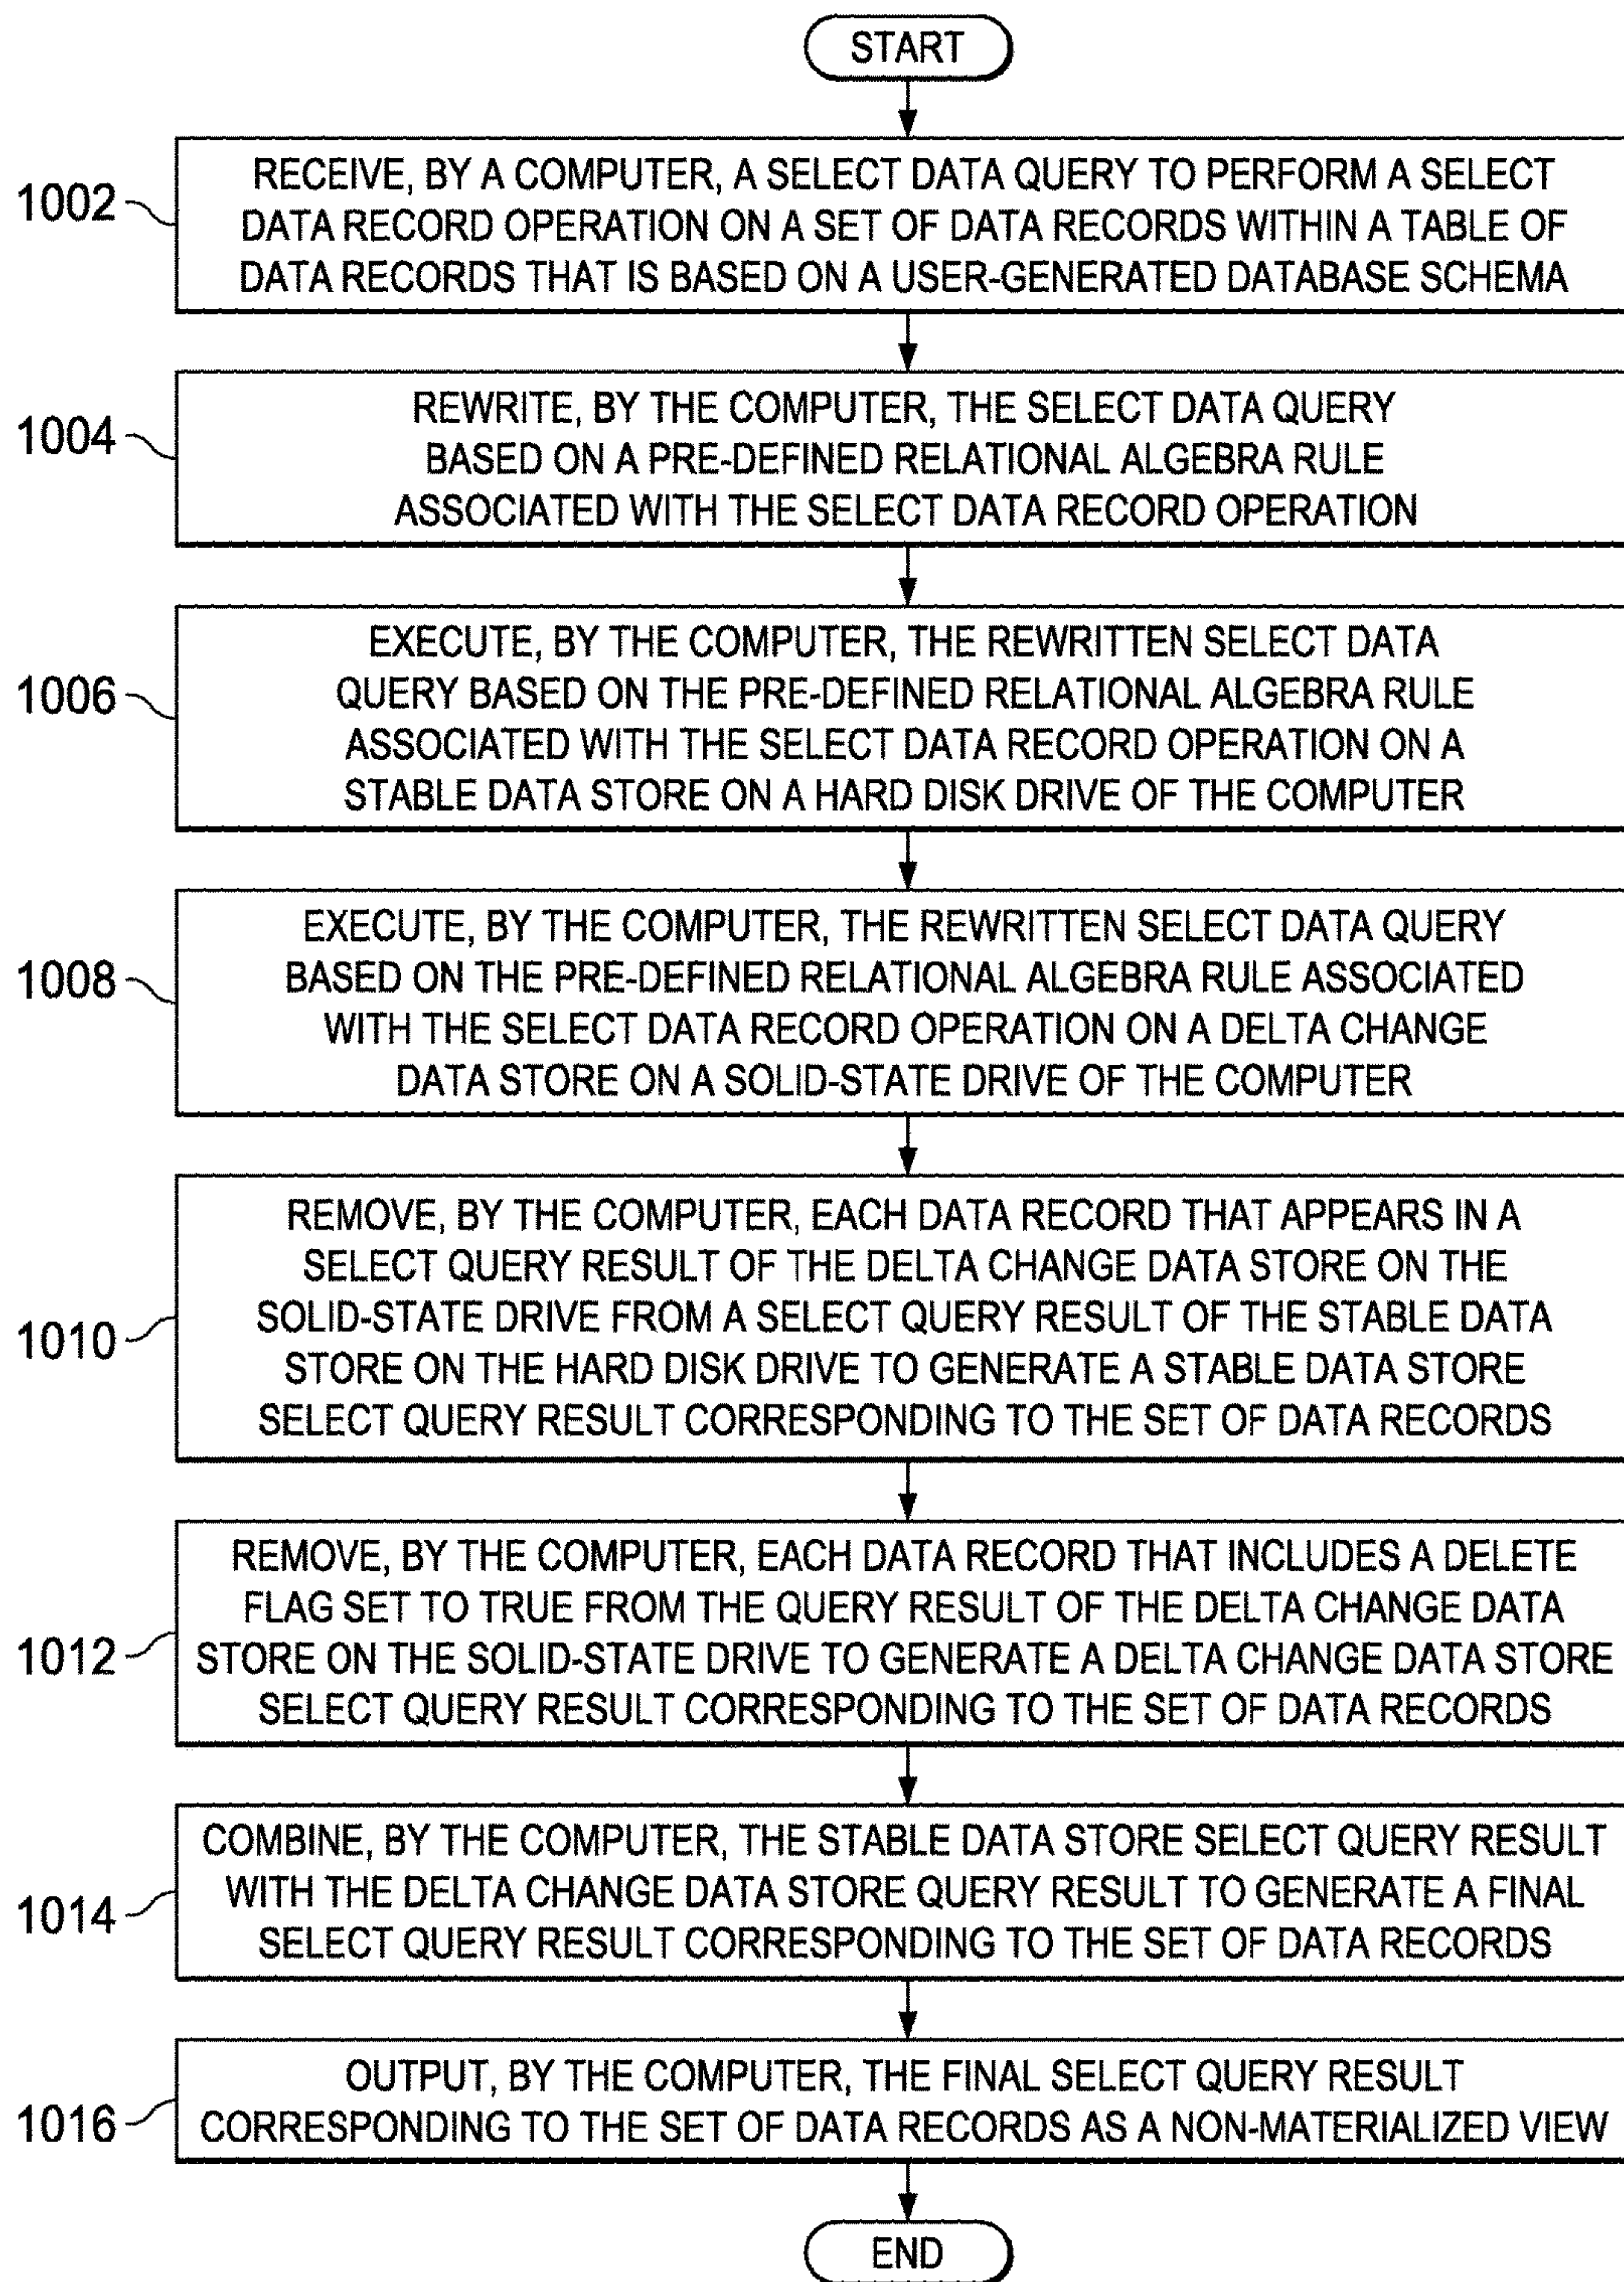 START
1002
RECEIVE, BY A COMPUTER, A SELECT DATA QUERY TO PERFORM A SELECT
DATA RECORD OPERATION ON A SET OF DATA RECORDS WITHIN A TABLE OF
DATA RECORDS THAT IS BASED ON A USER-GENERATED DATABASE SCHEMA
1004
REWRITE, BY THE COMPUTER, THE SELECT DATA QUERY
BASED ON A PRE-DEFINED RELATIONAL ALGEBRA RULE
ASSOCIATED WITH THE SELECT DATA RECORD OPERATION
1006
EXECUTE, BY THE COMPUTER, THE REWRITTEN SELECT DATA
QUERY BASED ON THE PRE-DEFINED RELATIONAL ALGEBRA RULE
ASSOCIATED WITH THE SELECT DATA RECORD OPERATION ON A
STABLE DATA STORE ON A HARD DISK DRIVE OF THE COMPUTER
1008
EXECUTE, BY THE COMPUTER, THE REWRITTEN SELECT DATA QUERY
BASED ON THE PRE-DEFINED RELATIONAL ALGEBRA RULE ASSOCIATED
WITH THE SELECT DATA RECORD OPERATION ON A DELTA CHANGE
DATA STORE ON A SOLID-STATE DRIVE OF THE COMPUTER
1010
REMOVE, BY THE COMPUTER, EACH DATA RECORD THAT APPEARS IN A
SELECT QUERY RESULT OF THE DELTA CHANGE DATA STORE ON THE
SOLID-STATE DRIVE FROM A SELECT QUERY RESULT OF THE STABLE DATA
STORE ON THE HARD DISK DRIVE TO GENERATE A STABLE DATA STORE
SELECT QUERY RESULT CORRESPONDING TO THE SET OF DATA RECORDS
1012
REMOVE, BY THE COMPUTER, EACH DATA RECORD THAT INCLUDES A DELETE
FLAG SET TO TRUE FROM THE QUERY RESULT OF THE DELTA CHANGE DATA
STORE ON THE SOLID-STATE DRIVE TO GENERATE A DELTA CHANGE DATA STORE
SELECT QUERY RESULT CORRESPONDING TO THE SET OF DATA RECORDS
1014
COMBINE, BY THE COMPUTER, THE STABLE DATA STORE SELECT QUERY RESULT
WITH THE DELTA CHANGE DATA STORE QUERY RESULT TO GENERATE A FINAL
SELECT QUERY RESULT CORRESPONDING TO THE SET OF DATA RECORDS
1016
OUTPUT, BY THE COMPUTER, THE FINAL SELECT QUERY RESULT
CORRESPONDING TO THE SET OF DATA RECORDS AS A NON-MATERIALIZED VIEW
END